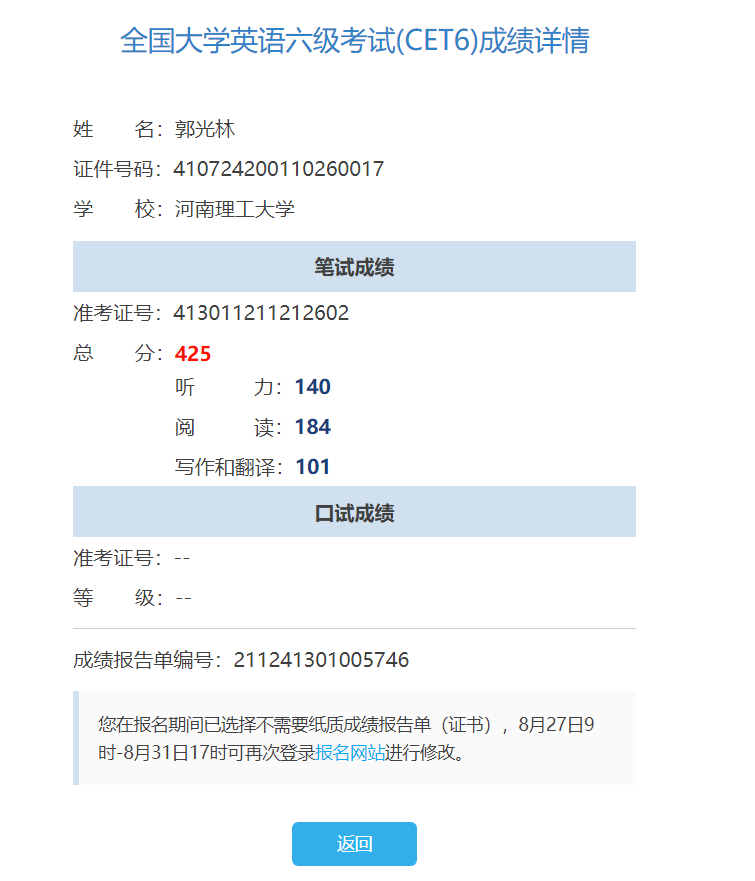 全国大学英语六级考试(CET6)成绩详情
姓 名：郭光林
证件号码：410724200110260017
学 校：河南理工大学
笔试成绩
准考证号：413011211212602
总 分：425
听 力：140
阅 读：184
写作和翻译：101
口试成绩
准考证号：--
等 级：--
成绩报告单编号：211241301005746
您在报名期间已选择不需要纸质成绩报告单（证书），8月27日9
时-8月31日17时可再次登录报名网站进行修改。
返回